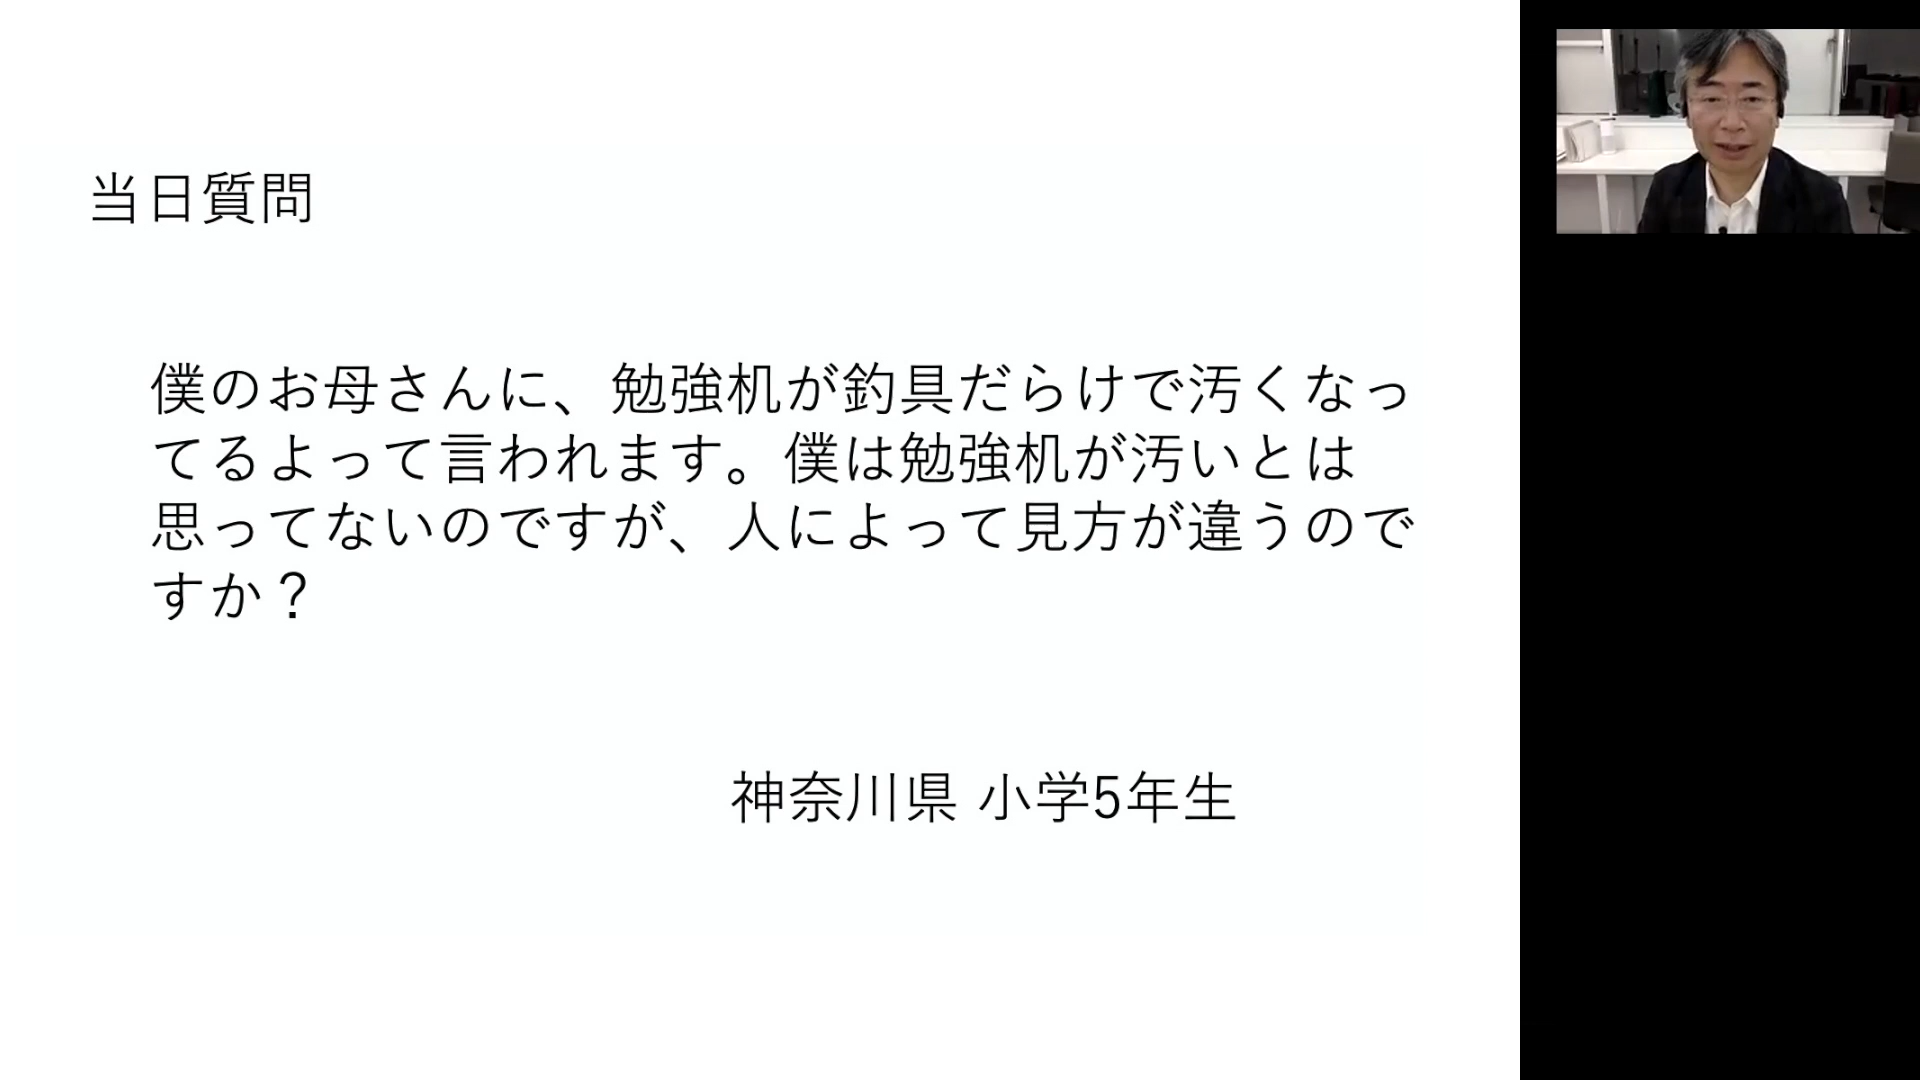 当日質問
僕のお母さんに、勉強机が釣具だらけで汚くなっ
てるよって言われます。僕は勉強机が汚いとは
思ってないのですが、人によって見方が違うので
すか？
神奈川県 小学5年生